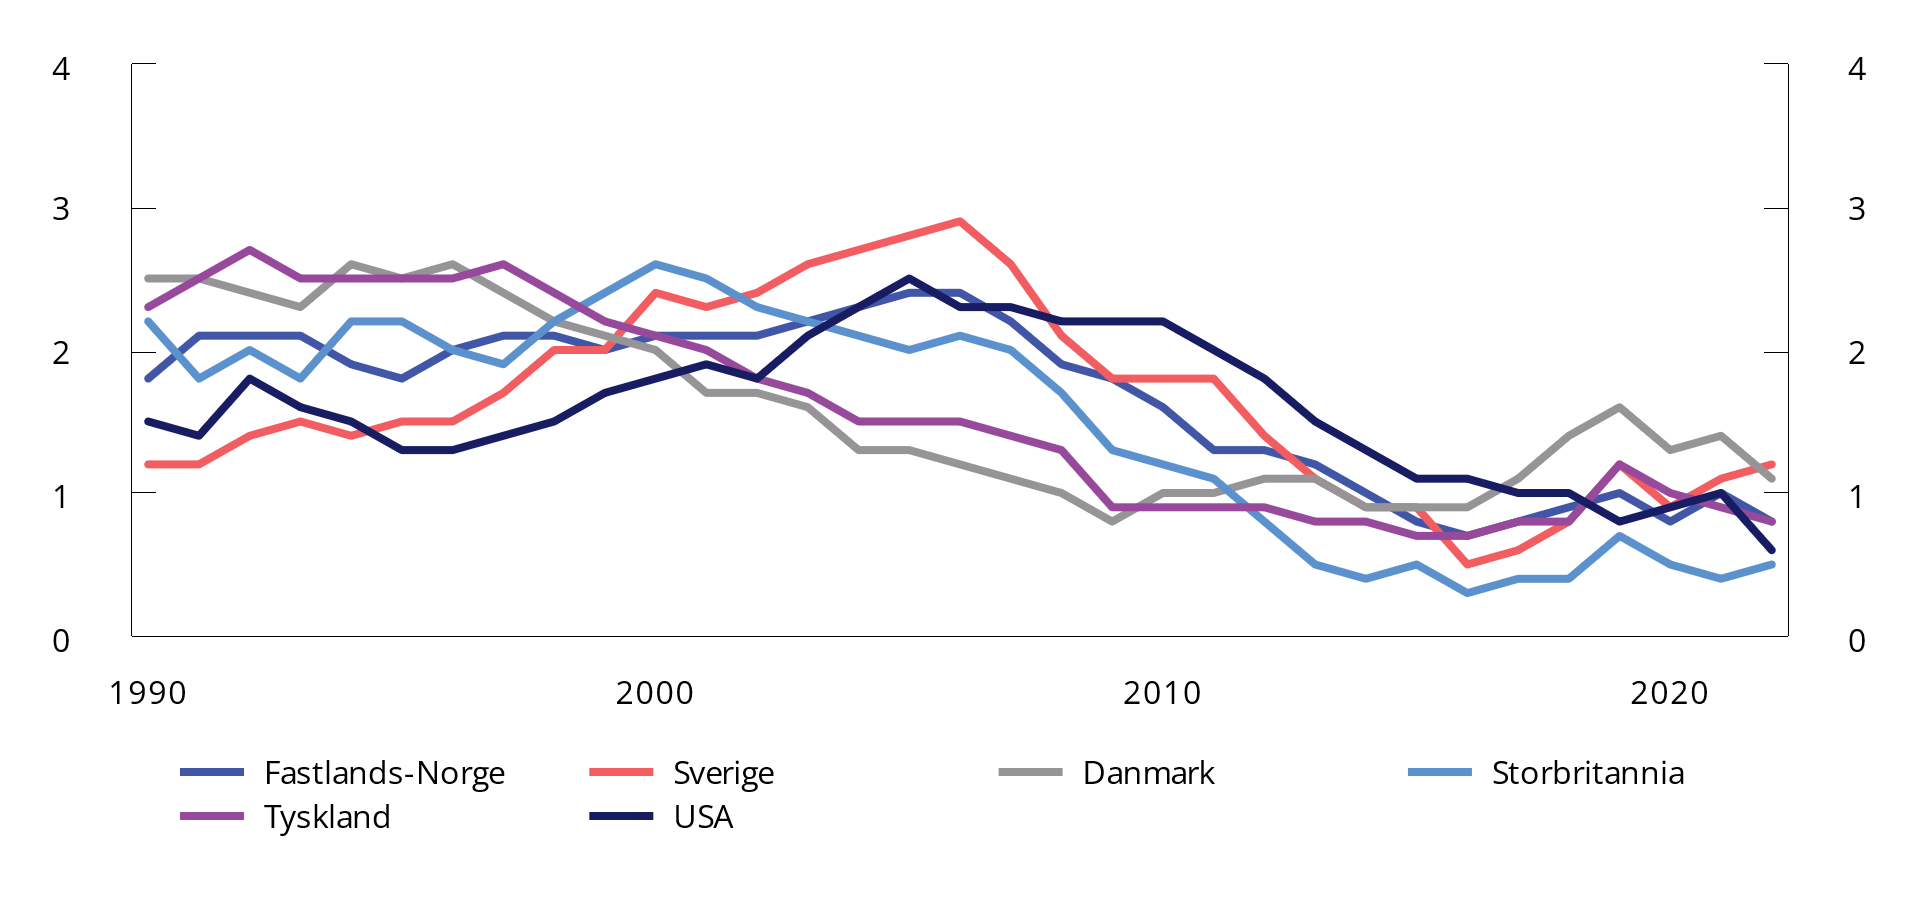 4 4
3 3
2 2
1 1
0 0
1990 2000 2010 2020
Fastlands-Norge Sverige Danmark Storbritannia
Tyskland USA